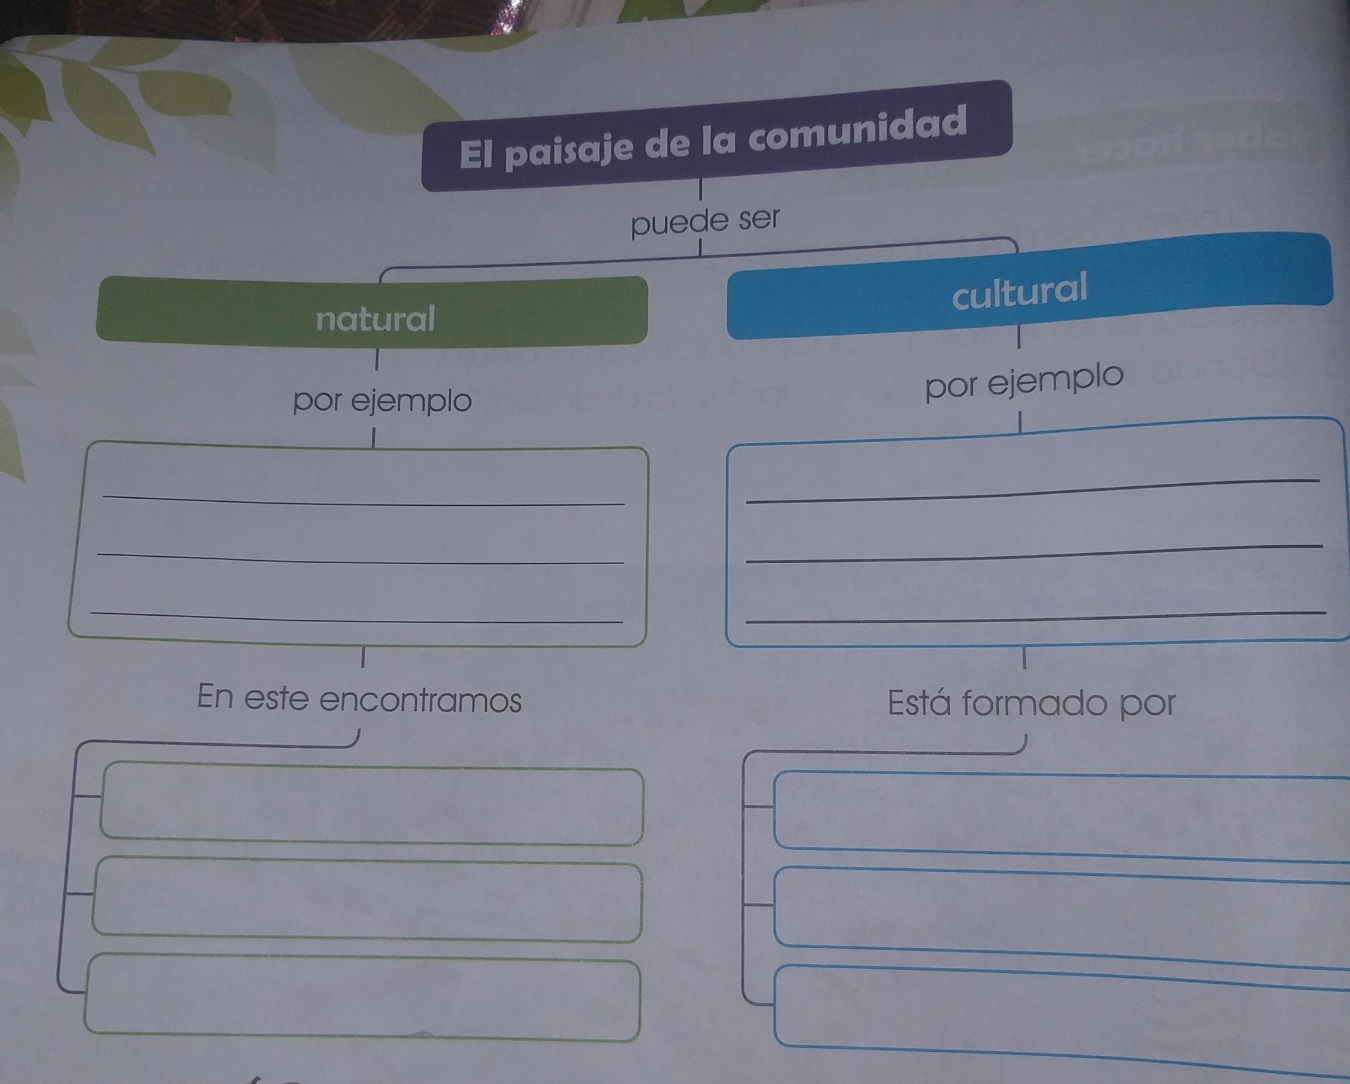 El paisaje de la comunidad
puede ser
natural
cultural
por ejemplo
por ejemplo
En este encontramos
Está formado por